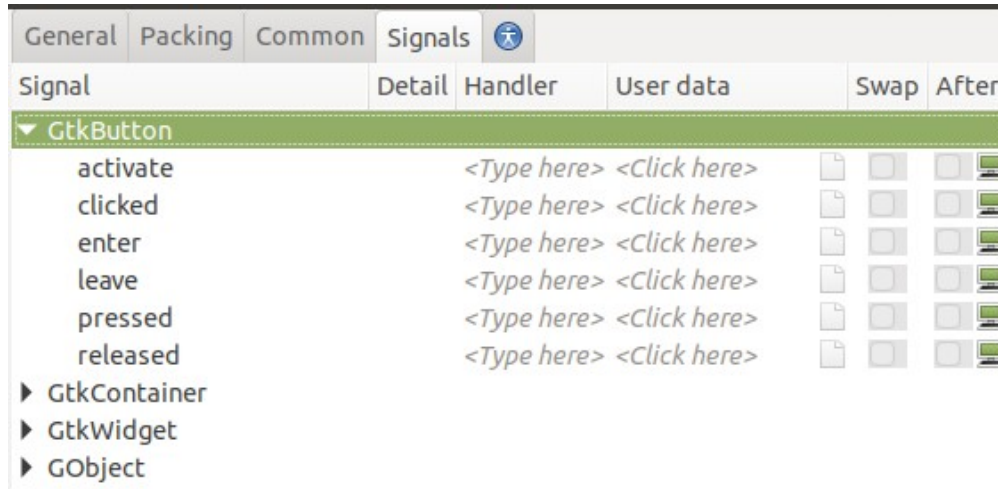 General Packing Common Signals
Signal Detail Handler User data Swap After
GtkButton
activate <Type here> <Click here>
clicked <Type here> <Click here>
enter <Type here> <Click here>
leave <Type here> <Click here>
pressed <Type here> <Click here>
released <Type here> <Click here>
GtkContainer
GtkWidget
GObject